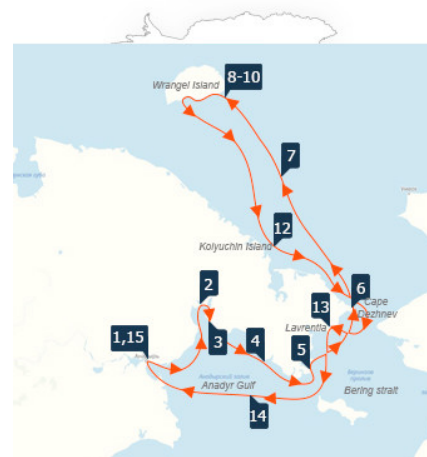 Wrangel Island
8-10
7
Kolyuchin Island
12
2
6
Cape
Dezhnev
13
Lavrentia
3
4
1,15
5
Anadyr Gulf
Bering strait
14